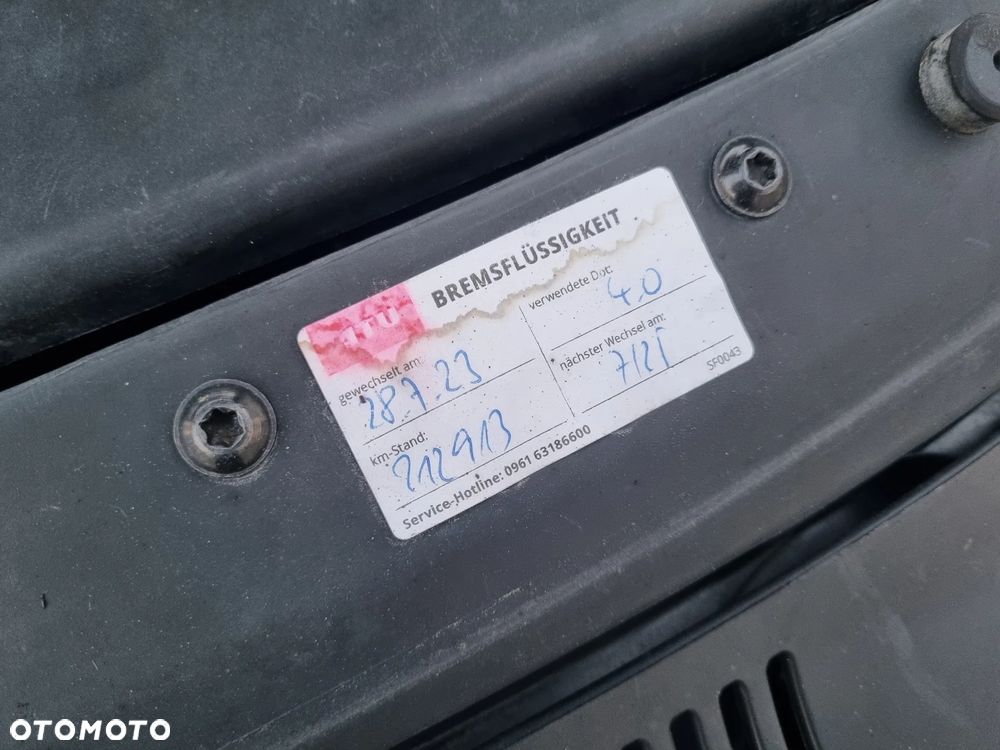 ATU
BREMSFLÜSSIGKEIT
gewechselt am:
28.7.23
verwendete Dot:
4,0
km-Stand:
212913
nächster Wechsel am:
7/25
SF0043
Service-Hotline: 0961 63186600
OTOMOTO